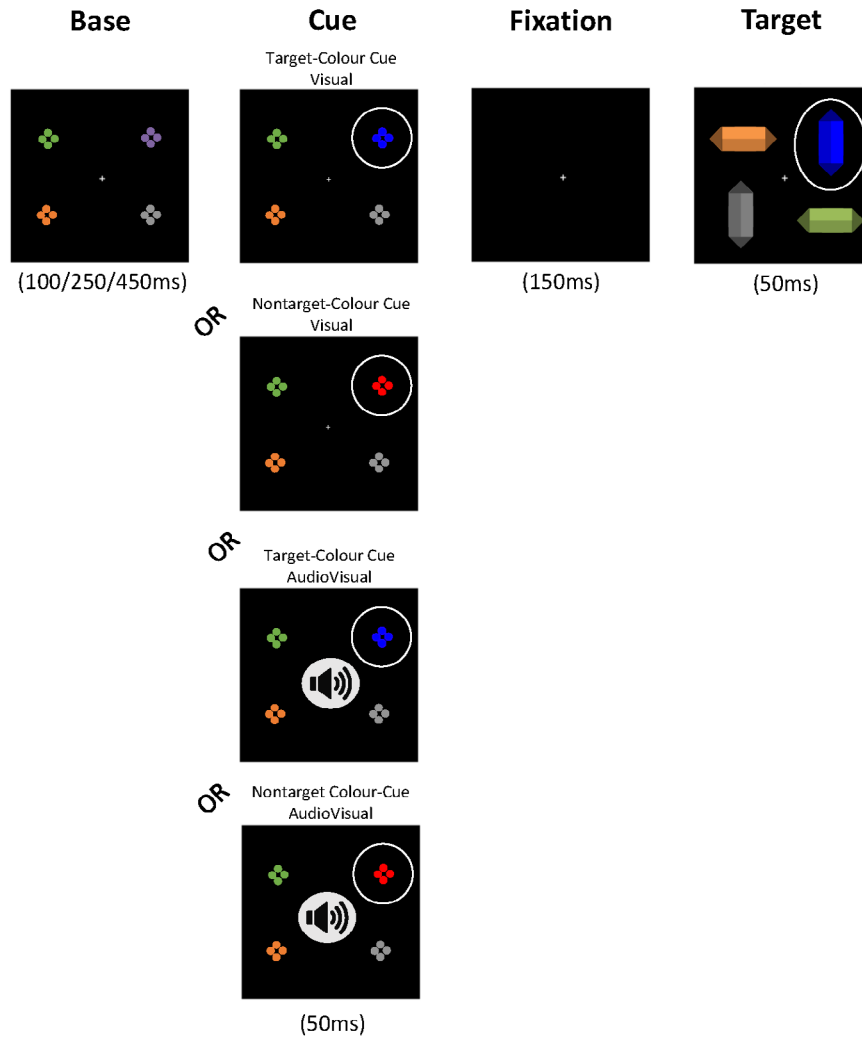 Base
Cue
Fixation
Target
Target-Colour Cue
Visual
(100/250/450ms)
(150ms)
(50ms)
OR
Nontarget-Colour Cue
Visual
OR
Target-Colour Cue
AudioVisual
OR
Nontarget Colour-Cue
AudioVisual
(50ms)